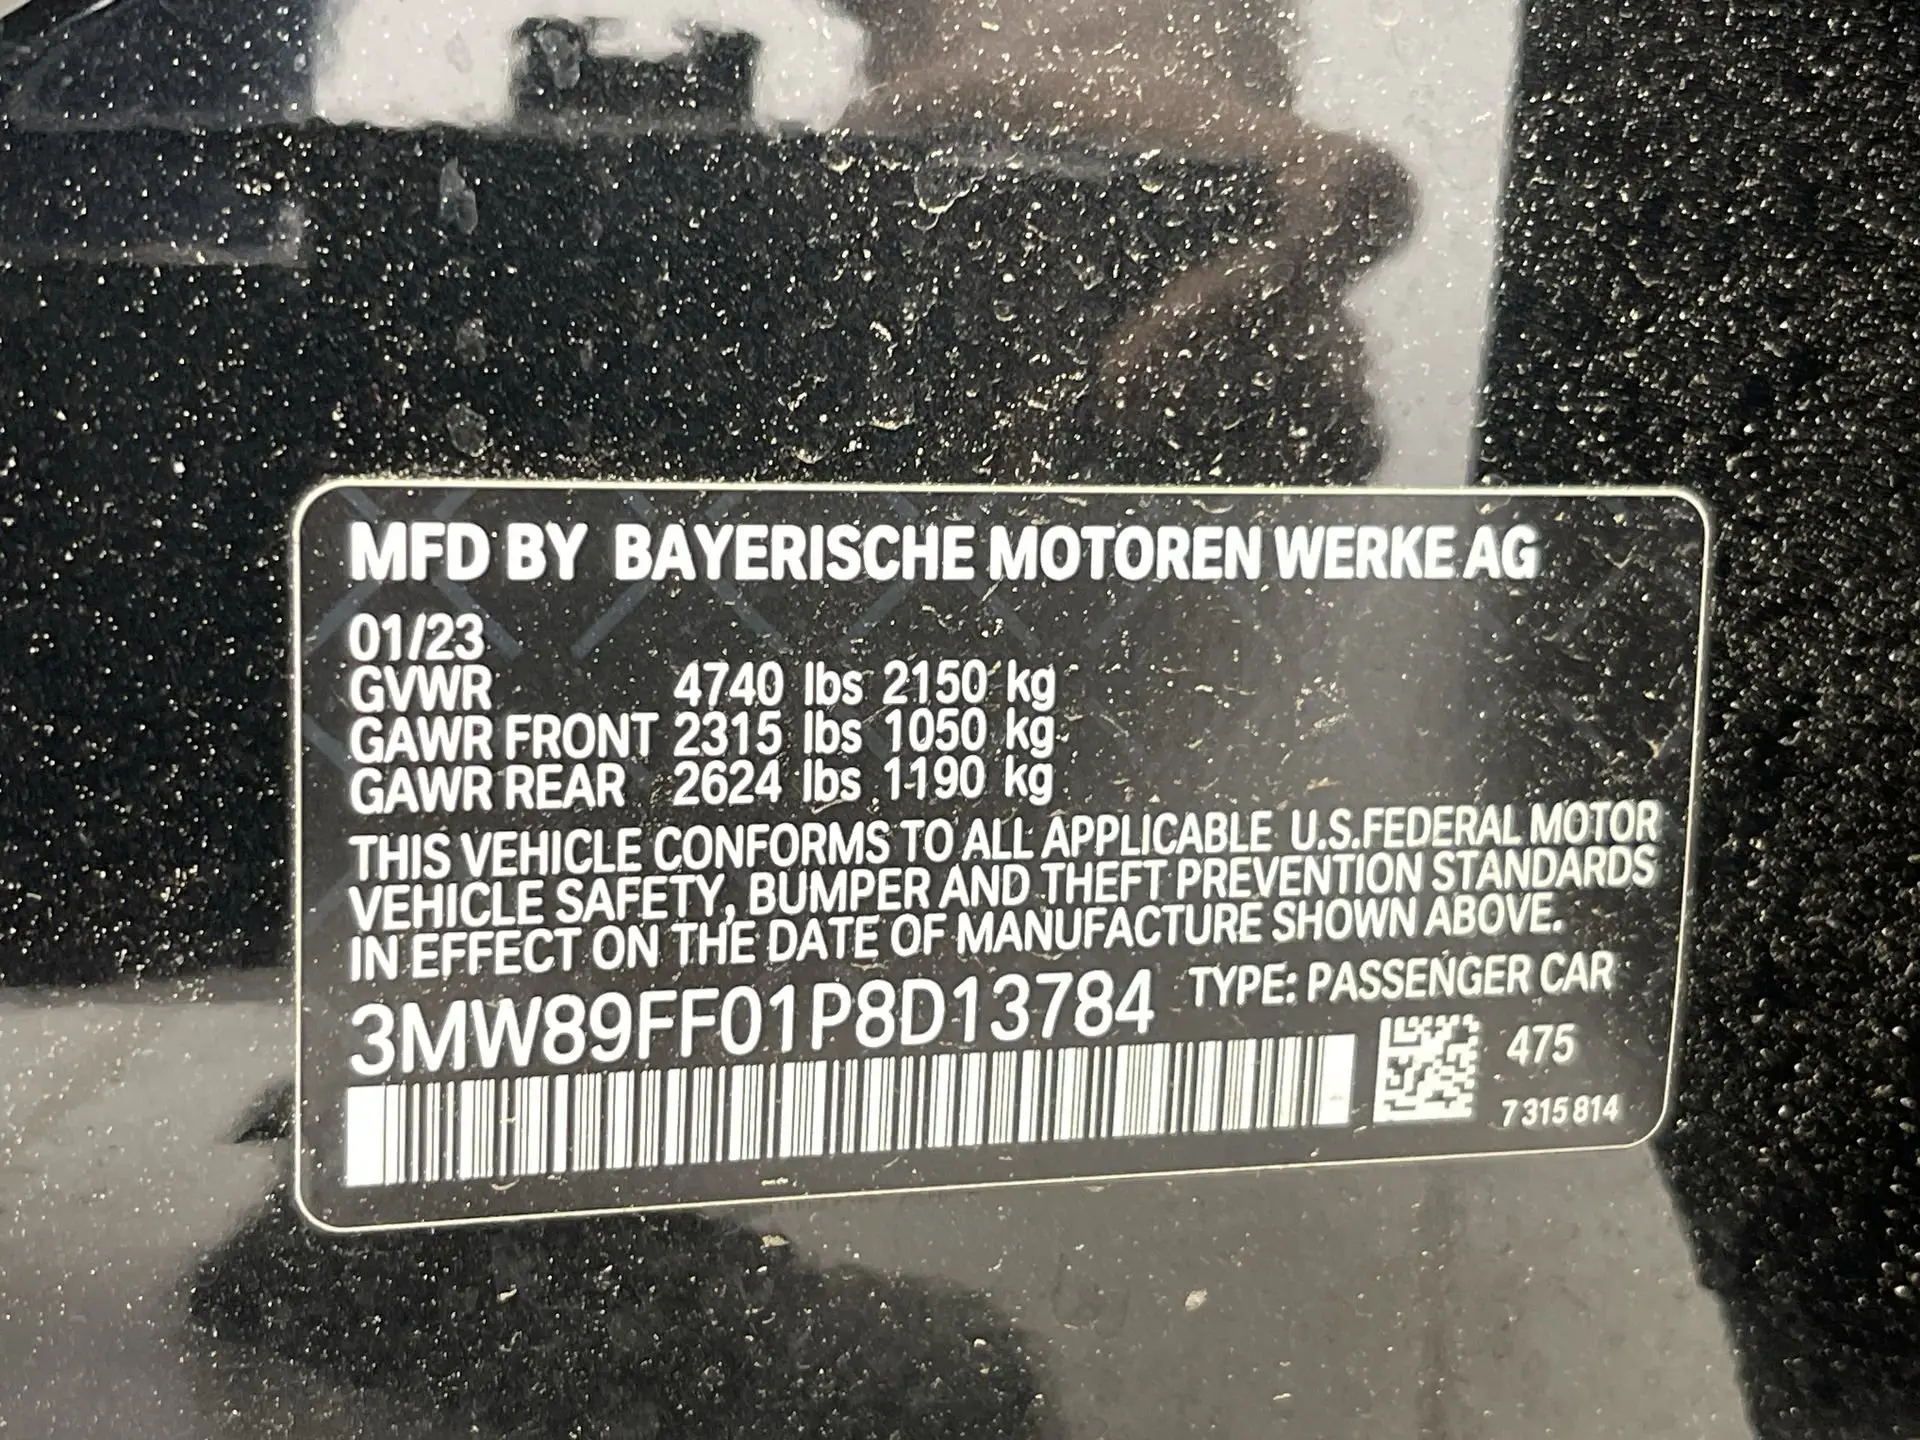 MFD BY BAYERISCHE MOTOREN WERKE AG
01/23
GVWR 4740 lbs 2150 kg
GAWR FRONT 2315 lbs 1050 kg
GAWR REAR 2624 lbs 1190 kg
THIS VEHICLE CONFORMS TO ALL APPLICABLE U.S.FEDERAL MOTOR
VEHICLE SAFETY, BUMPER AND THEFT PREVENTION STANDARDS
IN EFFECT ON THE DATE OF MANUFACTURE SHOWN ABOVE.
3MW89FF01P8D13784 TYPE: PASSENGER CAR
475
7 315 814